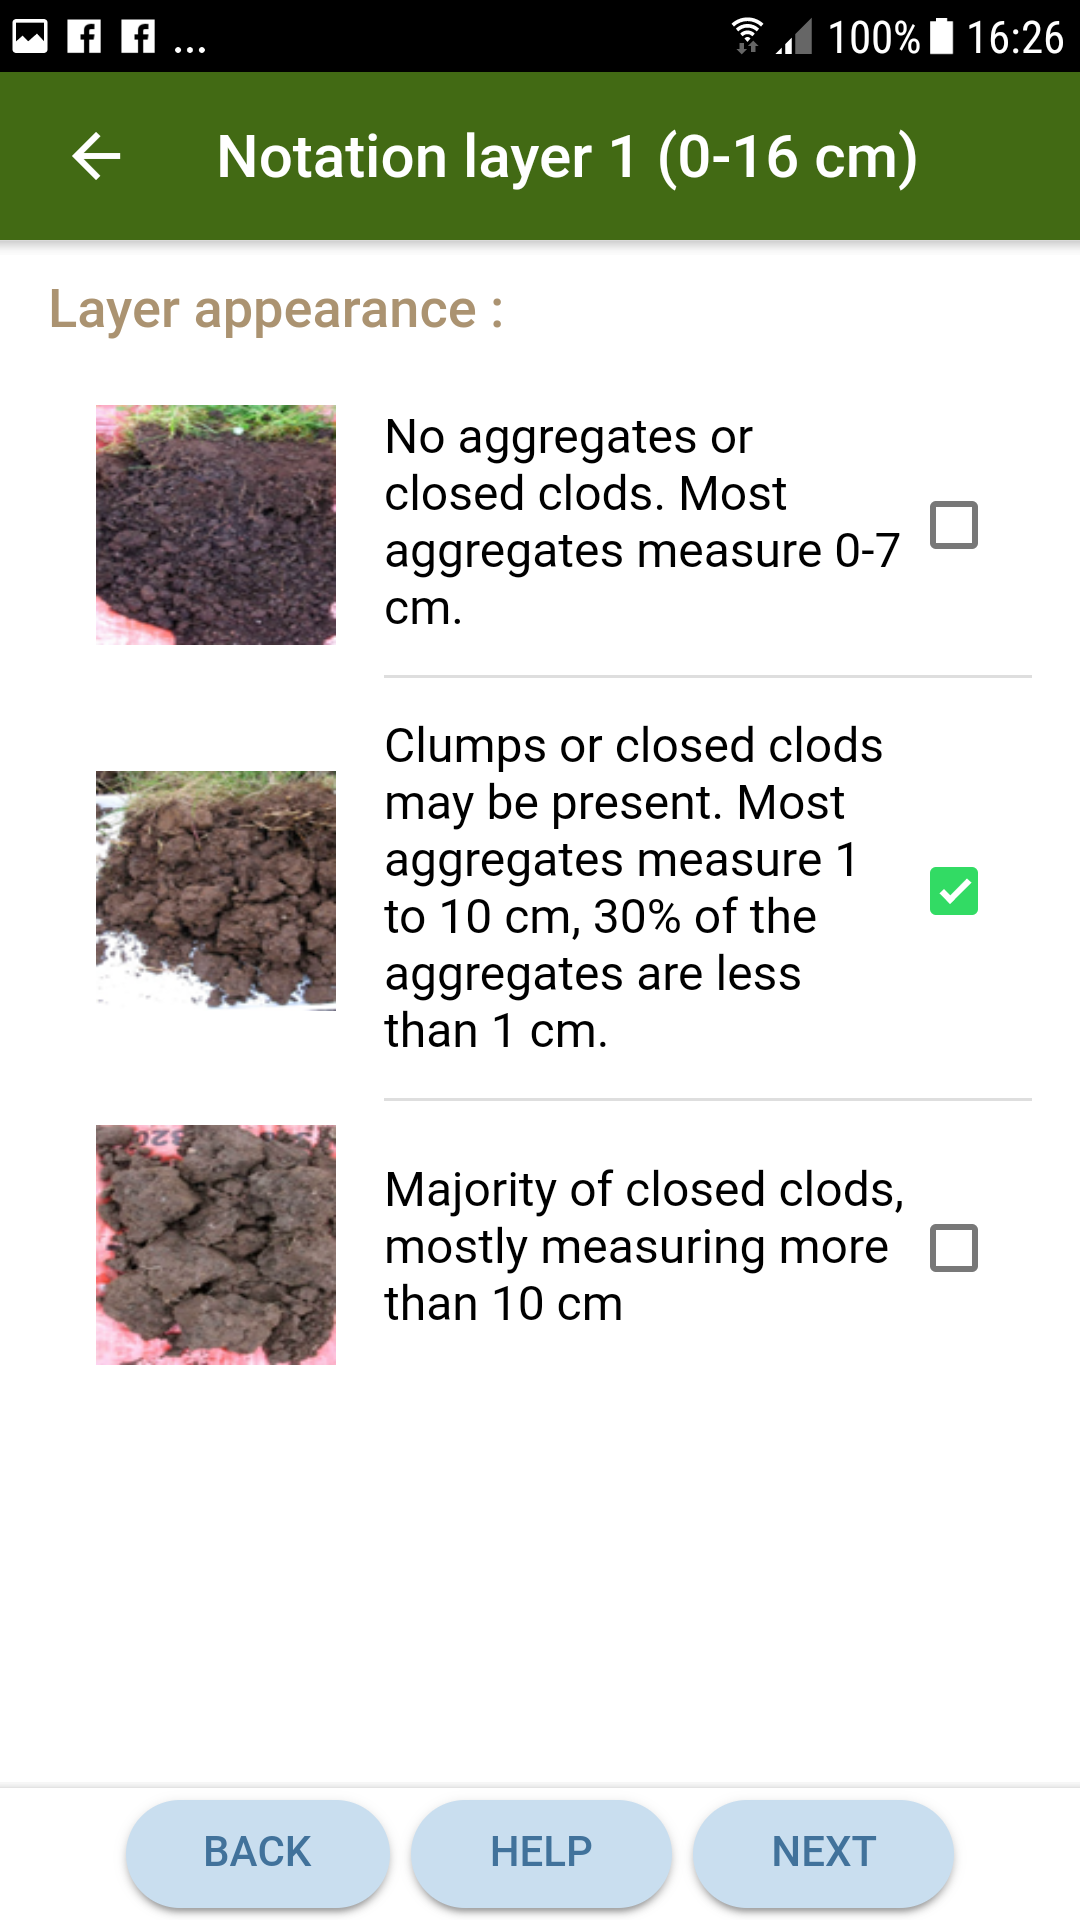 ... 100% 16:26
Notation layer 1 (0-16 cm)
Layer appearance :
No aggregates or
closed clods. Most
aggregates measure 0-7
cm.
Clumps or closed clods
may be present. Most
aggregates measure 1
to 10 cm, 30% of the
aggregates are less
than 1 cm.
Majority of closed clods,
mostly measuring more
than 10 cm
BACK HELP NEXT